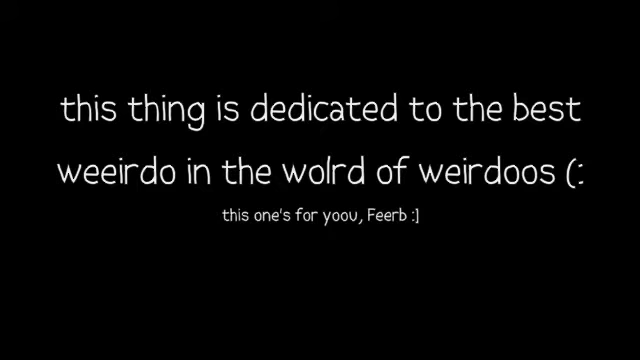 this thing is dedicated to the best
weeirdo in the wolrd of weirdoos (:
this one's for yoou, Feerb :]